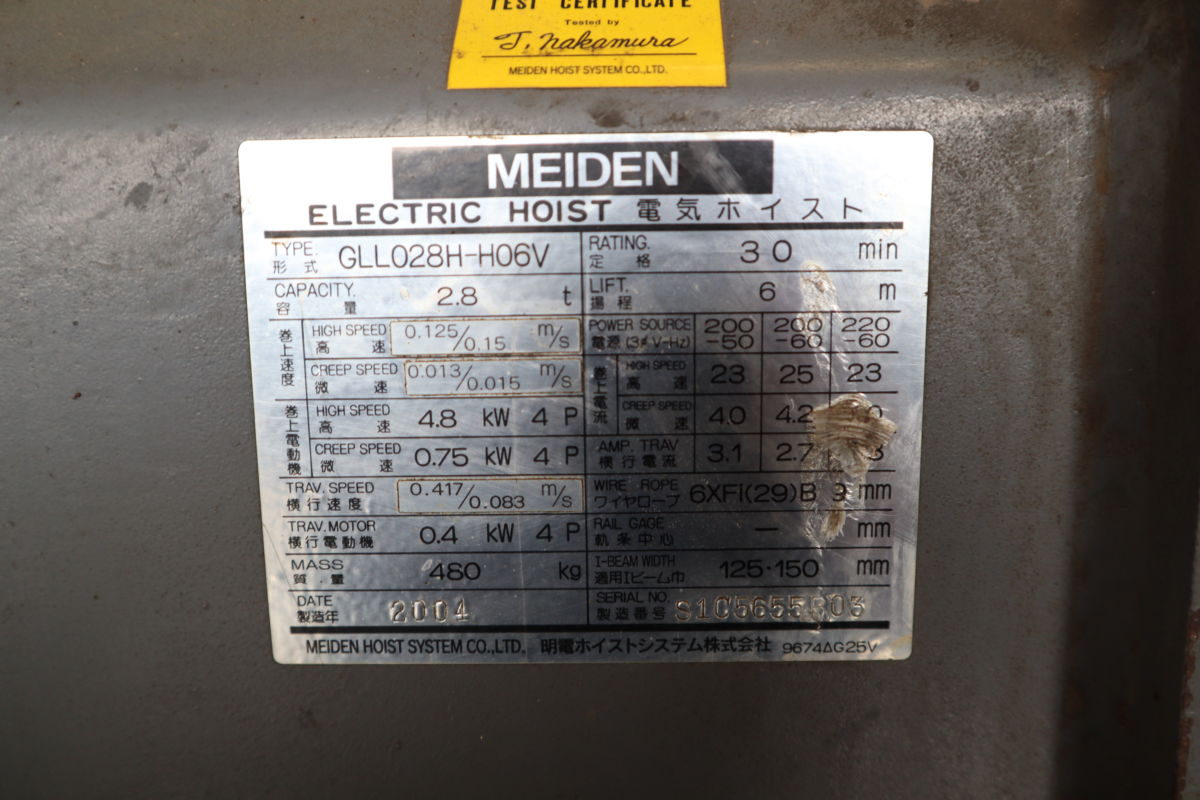 TEST CERTIFICATE
Tested by
J. Nakamura
MEIDEN HOIST SYSTEM CO.,LTD.
MEIDEN
ELECTRIC HOIST 電気ホイスト
TYPE. 形式 GLL028H-H06V
RATING. 定格 30 min
CAPACITY. 容量 2.8 t
LIFT. 揚程 6 m
巻上速度
HIGH SPEED 高速 0.125/0.15 m/s
CREEP SPEED 微速 0.013/0.015 m/s
POWER SOURCE 電源 (3φ V-Hz) 200-50 200-60 220-60
巻上電流
HIGH SPEED 高速 23 25 23
CREEP SPEED 微速 4.0 4.2
巻上電動機
HIGH SPEED 高速 4.8 kW 4 P
CREEP SPEED 微速 0.75 kW 4 P
AMP. TRAV 横行電流 3.1 2.7
TRAV. SPEED 横行速度 0.417/0.083 m/s
WIRE ROPE ワイヤロープ 6XFi(29)B 9 mm
TRAV. MOTOR 横行電動機 0.4 kW 4 P
RAIL GAGE 軌条中心 — mm
MASS 質量 480 kg
I-BEAM WIDTH 適用Iビーム巾 125·150 mm
DATE 製造年 2004
SERIAL NO. 製造番号
MEIDEN HOIST SYSTEM CO.,LTD. 明電ホイストシステム株式会社 9674ΔG25V